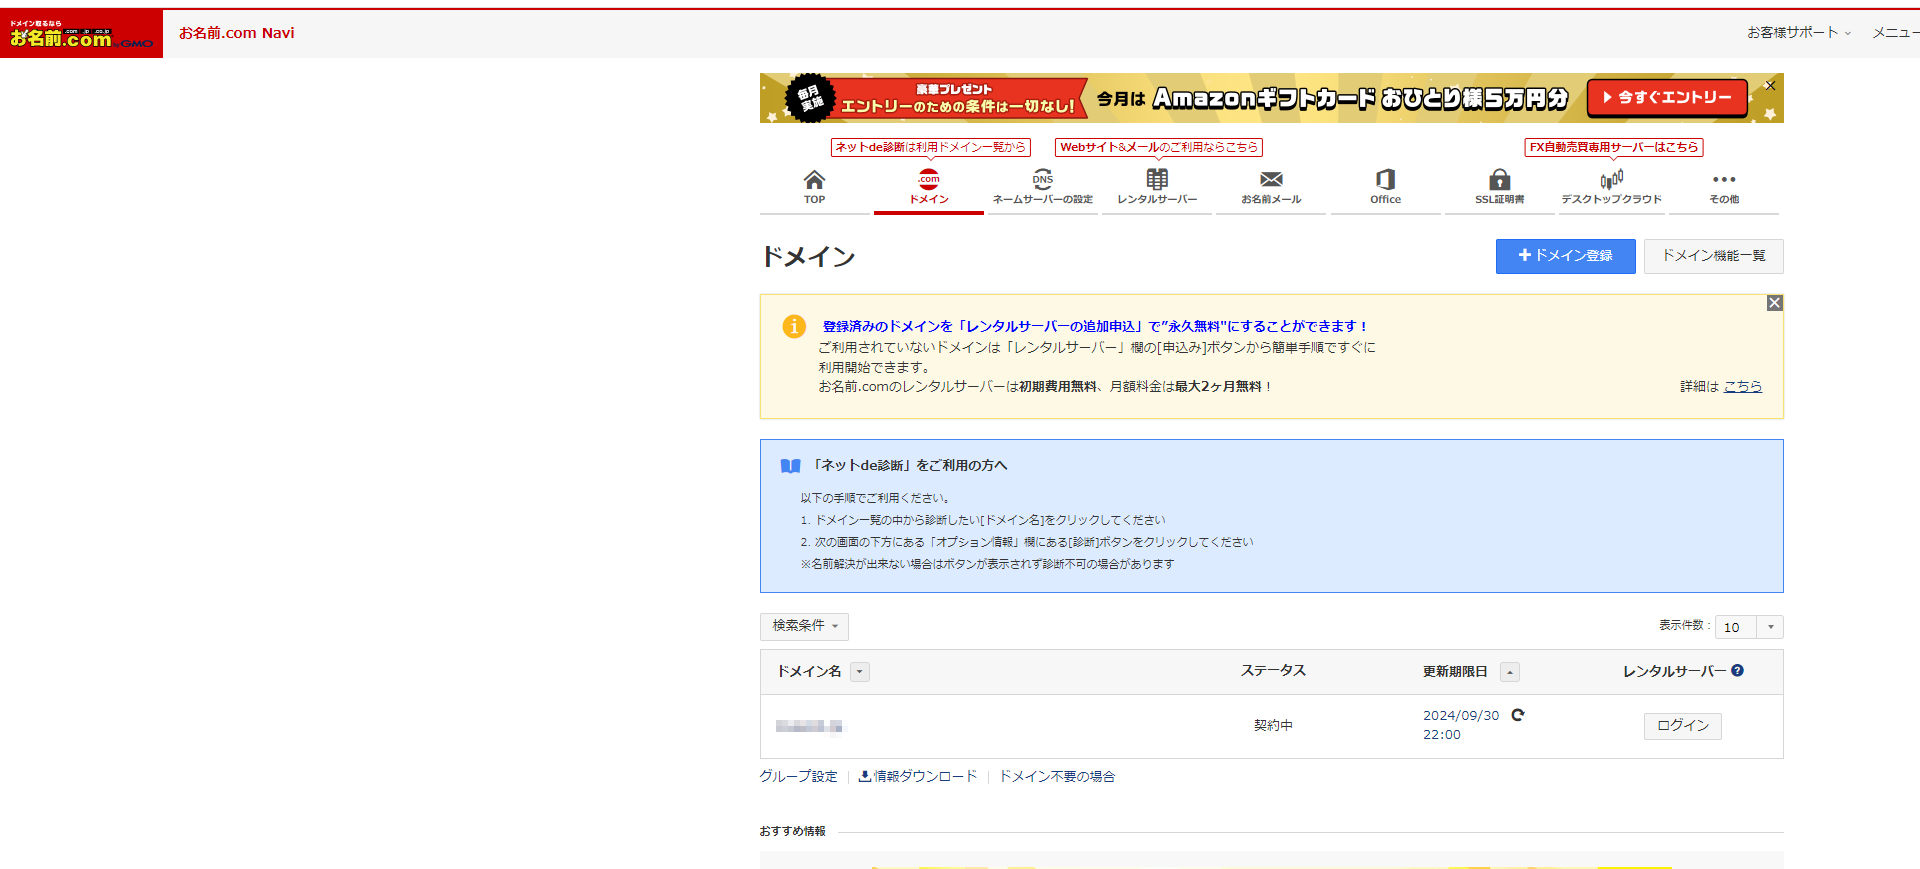 ドメイン取るなら
お名前.com by GMO
お名前.com Navi
お客様サポート
メニュー
毎月
実施
豪華プレゼント
エントリーのための条件は一切なし!
今月は Amazonギフトカード おひとり様5万円分
今すぐエントリー
ネットde診断は利用ドメイン一覧から
Webサイト&メールのご利用ならこちら
FX自動売買専用サーバーはこちら
.com
DNS
TOP
ドメイン
ネームサーバーの設定
レンタルサーバー
お名前メール
Office
SSL証明書
デスクトップクラウド
その他
ドメイン
ドメイン登録
ドメイン機能一覧
登録済みのドメインを「レンタルサーバーの追加申込」で"永久無料"にすることができます！
ご利用されていないドメインは「レンタルサーバー」欄の[申込み]ボタンから簡単手順ですぐに
利用開始できます。
お名前.comのレンタルサーバーは初期費用無料、月額料金は最大2ヶ月無料！
詳細は こちら
「ネットde診断」をご利用の方へ
以下の手順でご利用ください。
1. ドメイン一覧の中から診断したい[ドメイン名]をクリックしてください
2. 次の画面の下方にある「オプション情報」欄にある[診断]ボタンをクリックしてください
※名前解決が出来ない場合はボタンが表示されず診断不可の場合があります
検索条件
表示件数：
10
ドメイン名
ステータス
更新期限日
レンタルサーバー
契約中
2024/09/30
22:00
ログイン
グループ設定
情報ダウンロード
ドメイン不要の場合
おすすめ情報